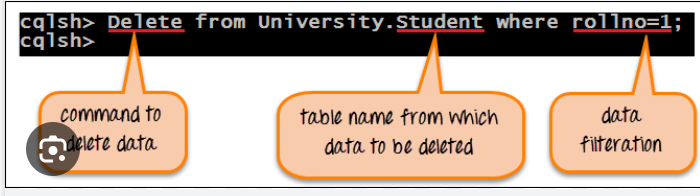 cqlsh> Delete from University.Student where rollno=1;
cqlsh>
command to
delete data
table name from which
data to be deleted
data
filteration